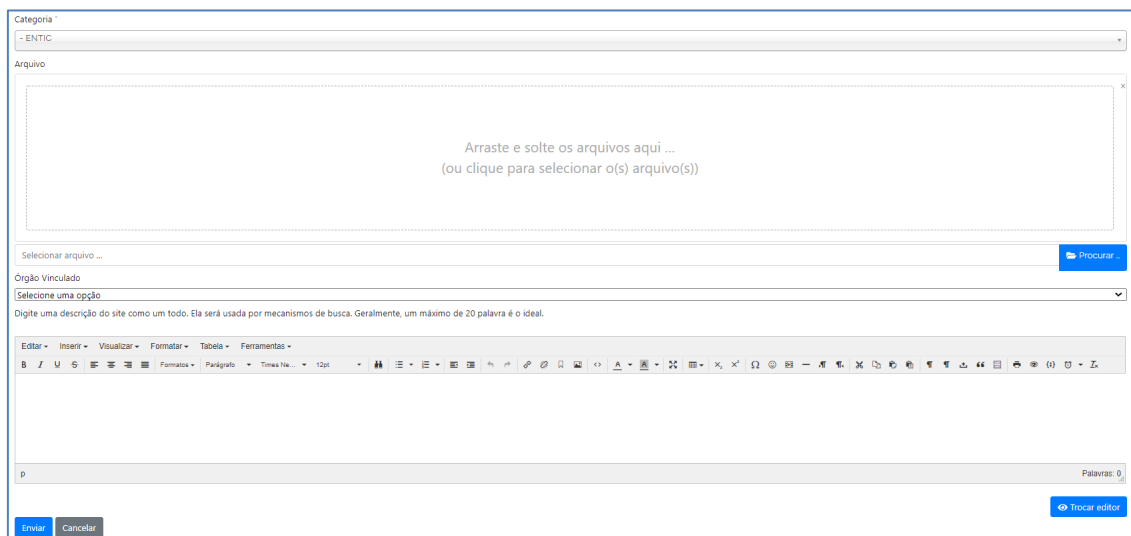 Categoria *
- ENTIC
Arquivo
×
Arraste e solte os arquivos aqui ...
(ou clique para selecionar o(s) arquivo(s))
Selecionar arquivo ...
Procurar ..
Órgão Vinculado
Selecione uma opção
Digite uma descrição do site como um todo. Ela será usada por mecanismos de busca. Geralmente, um máximo de 20 palavra é o ideal.
Editar Inserir Visualizar Formatar Tabela Ferramentas
B I U S Formatos Parágrafo Times Ne... 12pt
p Palavras: 0
Trocar editor
Enviar Cancelar